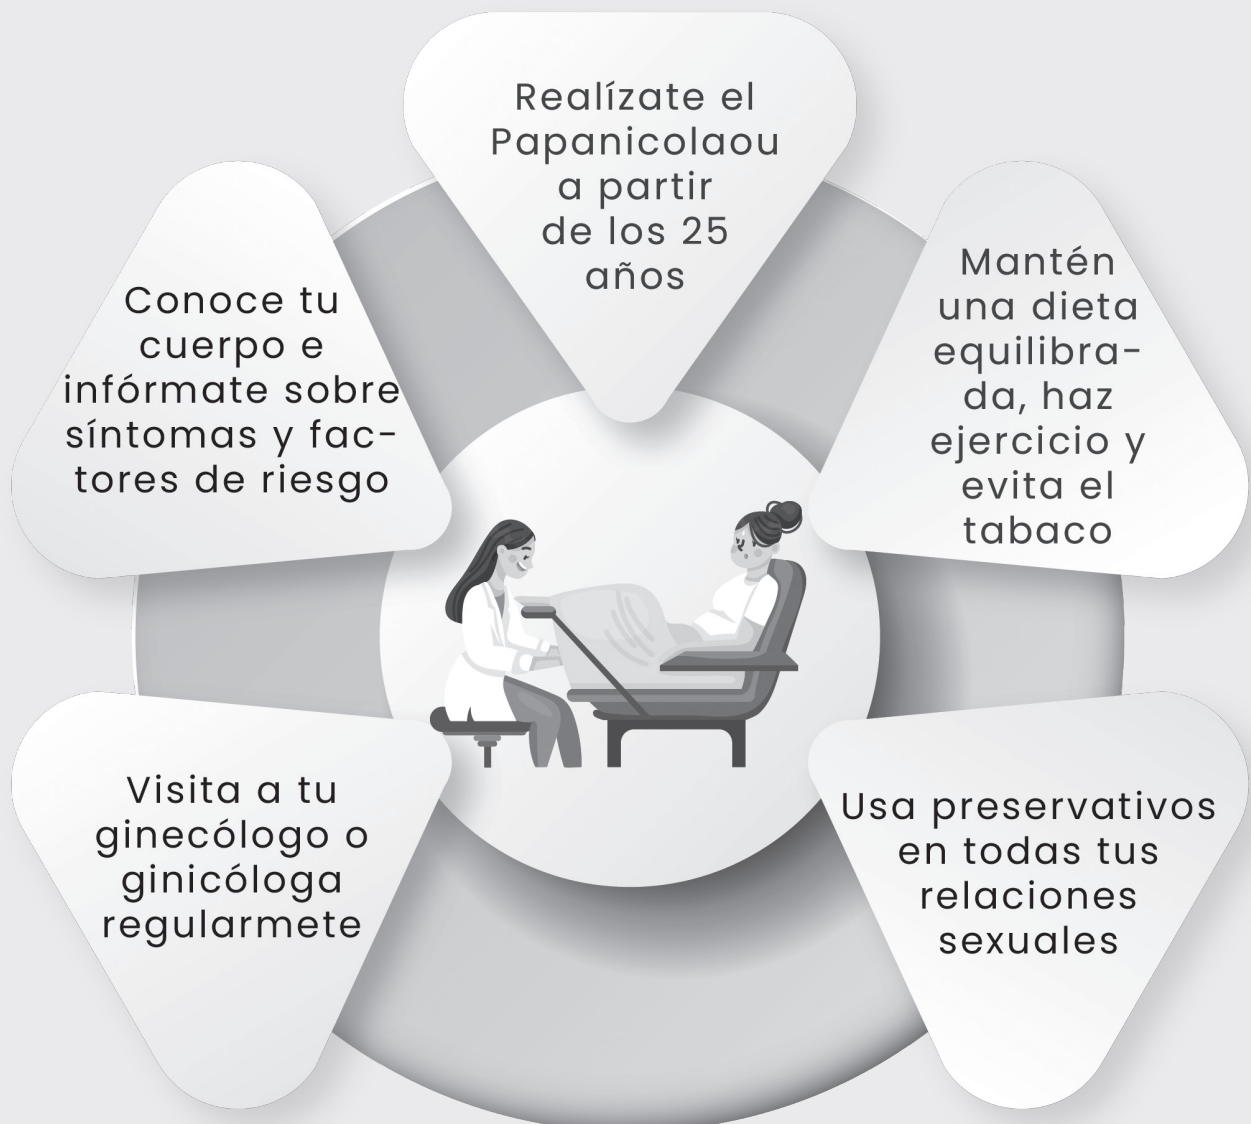 Realízate el
Papanicolaou
a partir
de los 25
años
Conoce tu
cuerpo e
infórmate sobre
síntomas y fac-
tores de riesgo
Mantén
una dieta
equilibra-
da, haz
ejercicio y
evita el
tabaco
Visita a tu
ginecólogo o
ginicóloga
regularmete
Usa preservativos
en todas tus
relaciones
sexuales